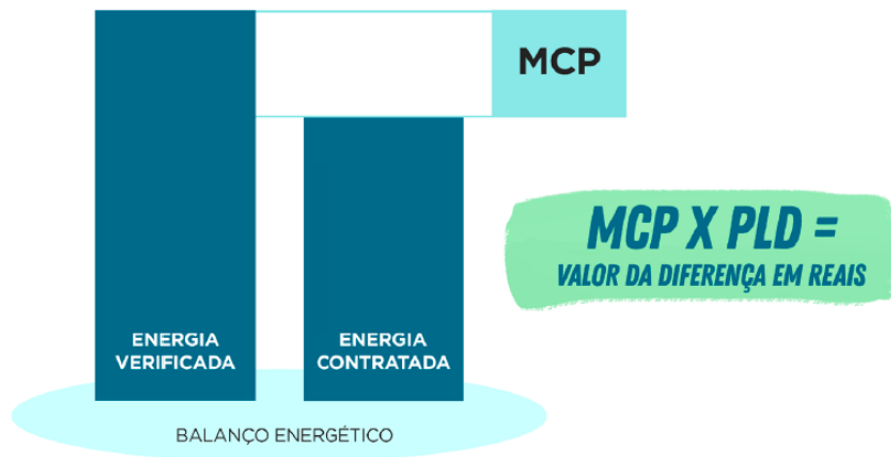 MCP
MCP X PLD =
VALOR DA DIFERENÇA EM REAIS
ENERGIA
VERIFICADA
ENERGIA
CONTRATADA
BALANÇO ENERGÉTICO